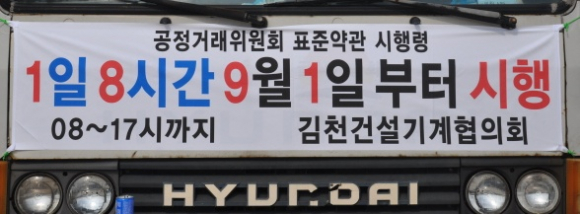 공정거래위원회 표준약관 시행령
1일 8시간 9월 1일 부터 시행
08~17시까지 김천건설기계협의회
HYUNDAI